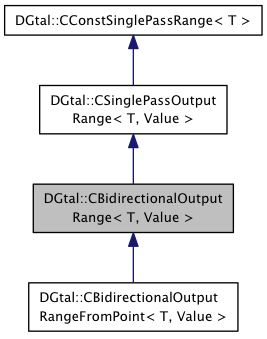 DGtal::CConstSinglePassRange< T >
DGtal::CSinglePassOutput
Range< T, Value >
DGtal::CBidirectionalOutput
Range< T, Value >
DGtal::CBidirectionalOutput
RangeFromPoint< T, Value >